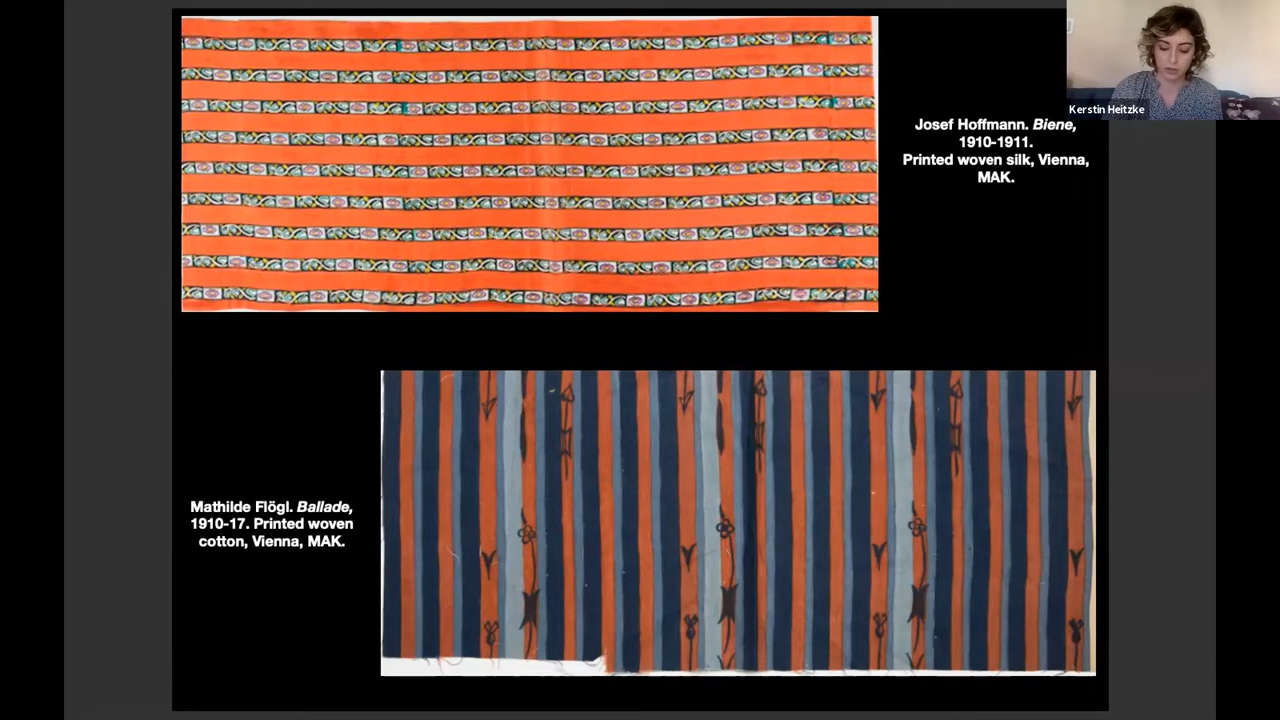 Kerstin Heitzke
Josef Hoffmann. Biene,
1910-1911.
Printed woven silk, Vienna,
MAK.
Mathilde Flögl. Ballade,
1910-17. Printed woven
cotton, Vienna, MAK.